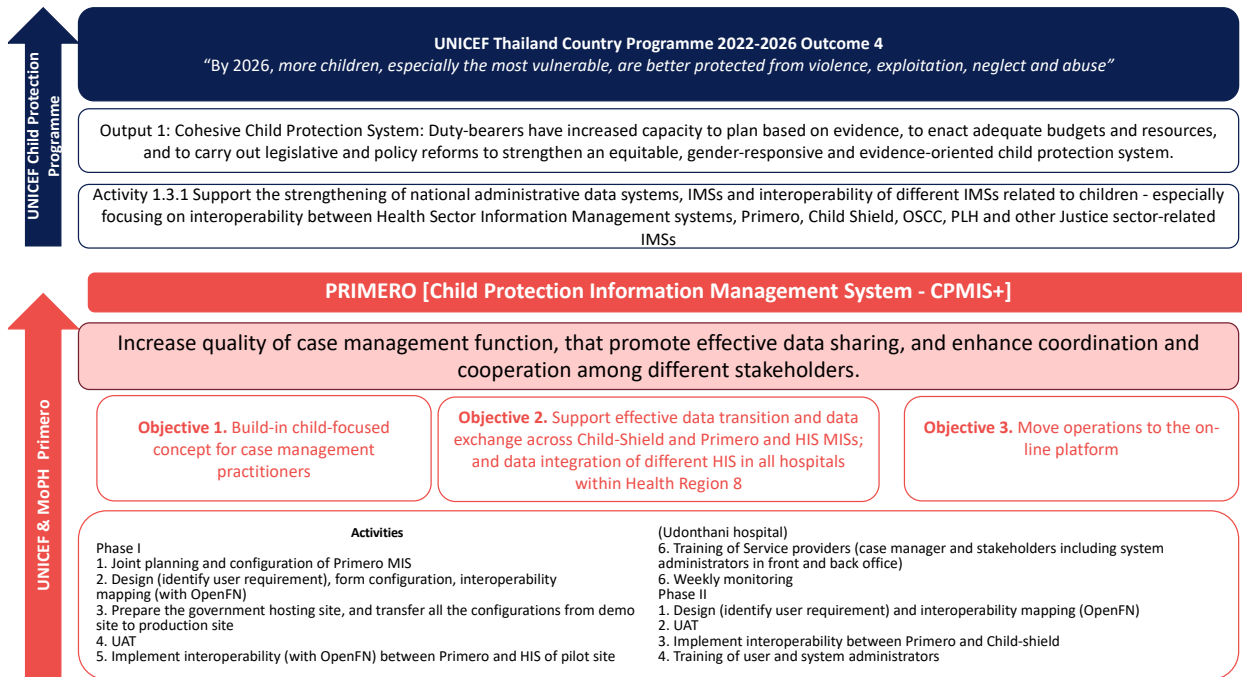 UNICEF Child Protection
Programme
UNICEF Thailand Country Programme 2022-2026 Outcome 4
“By 2026, more children, especially the most vulnerable, are better protected from violence, exploitation, neglect and abuse”
Output 1: Cohesive Child Protection System: Duty-bearers have increased capacity to plan based on evidence, to enact adequate budgets and resources,
and to carry out legislative and policy reforms to strengthen an equitable, gender-responsive and evidence-oriented child protection system.
Activity 1.3.1 Support the strengthening of national administrative data systems, IMSs and interoperability of different IMSs related to children - especially
focusing on interoperability between Health Sector Information Management systems, Primero, Child Shield, OSCC, PLH and other Justice sector-related
IMSs
UNICEF & MoPH Primero
PRIMERO [Child Protection Information Management System - CPMIS+]
Increase quality of case management function, that promote effective data sharing, and enhance coordination and
cooperation among different stakeholders.
Objective 1. Build-in child-focused
concept for case management
practitioners
Objective 2. Support effective data transition and data
exchange across Child-Shield and Primero and HIS MISs;
and data integration of different HIS in all hospitals
within Health Region 8
Objective 3. Move operations to the on-
line platform
Activities
Phase I
1. Joint planning and configuration of Primero MIS
2. Design (identify user requirement), form configuration, interoperability
mapping (with OpenFN)
3. Prepare the government hosting site, and transfer all the configurations from demo
site to production site
4. UAT
5. Implement interoperability (with OpenFN) between Primero and HIS of pilot site
(Udonthani hospital)
6. Training of Service providers (case manager and stakeholders including system
administrators in front and back office)
6. Weekly monitoring
Phase II
1. Design (identify user requirement) and interoperability mapping (OpenFN)
2. UAT
3. Implement interoperability between Primero and Child-shield
4. Training of user and system administrators